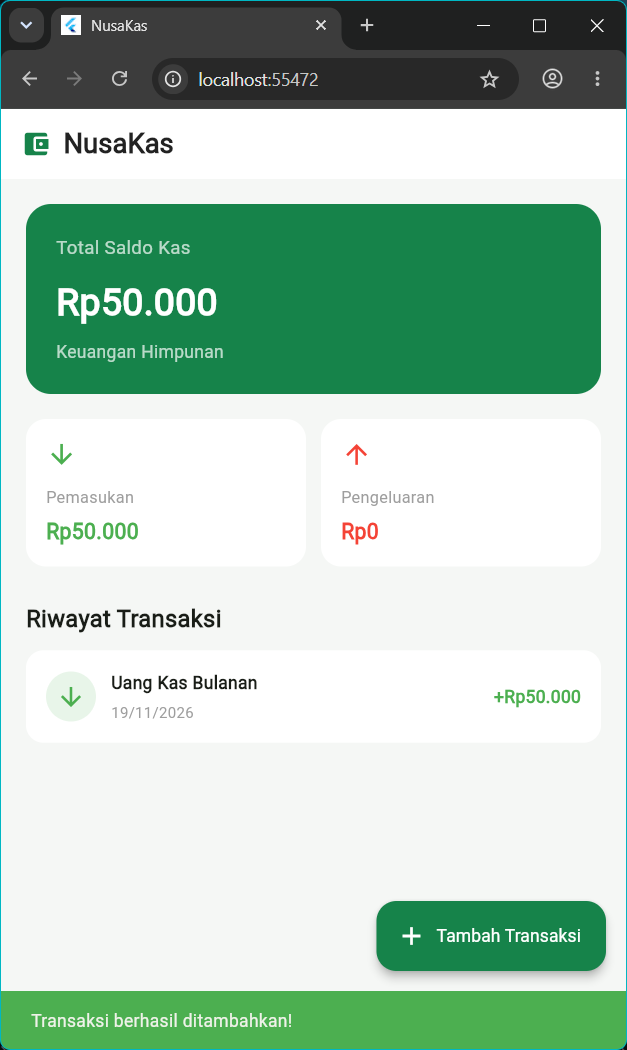 NusaKas
localhost:55472
NusaKas
Total Saldo Kas
Rp50.000
Keuangan Himpunan
Pemasukan
Rp50.000
Pengeluaran
Rp0
Riwayat Transaksi
Uang Kas Bulanan
19/11/2026
+Rp50.000
Tambah Transaksi
Transaksi berhasil ditambahkan!